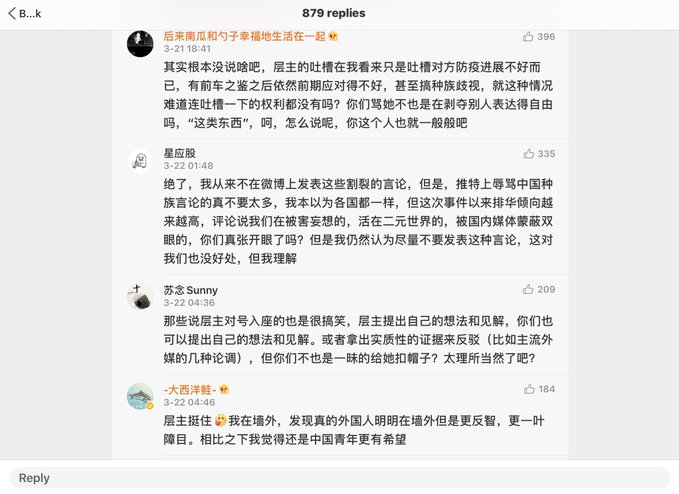 B...k
879 replies
后来南瓜和勺子幸福地生活在一起
396
3-21 18:41
其实根本没说啥吧，层主的吐槽在我看来只是吐槽对方防疫进展不好而
已，有前车之鉴之后依然前期应对得不好，甚至搞种族歧视，就这种情况
难道连吐槽一下的权利都没有吗？你们骂她不也是在剥夺别人表达得自由
吗，“这类东西”，呵，怎么说呢，你这个人也就一般般吧
星应股
335
3-22 01:48
绝了，我从来不在微博上发表这些割裂的言论，但是，推特上辱骂中国种
族言论的真不要太多，我本以为各国都一样，但这次事件以来排华倾向越
来越高，评论说我们在被害妄想的，活在二元世界的，被国内媒体蒙蔽双
眼的，你们真张开眼了吗？但是我仍然认为尽量不要发表这种言论，这对
我们也没好处，但我理解
苏念 Sunny
209
3-22 04:36
那些说层主对号入座的也是很搞笑，层主提出自己的想法和见解，你们也
可以提出自己的想法和见解。或者拿出实质性的证据来反驳（比如主流外
媒的几种论调），但你们不也是一昧的给她扣帽子？太理所当然了吧？
-大西洋鲑-
184
3-22 04:46
层主挺住我在墙外，发现真的外国人明明在墙外但是更反智，更一叶
障目。相比之下我觉得还是中国青年更有希望
Reply